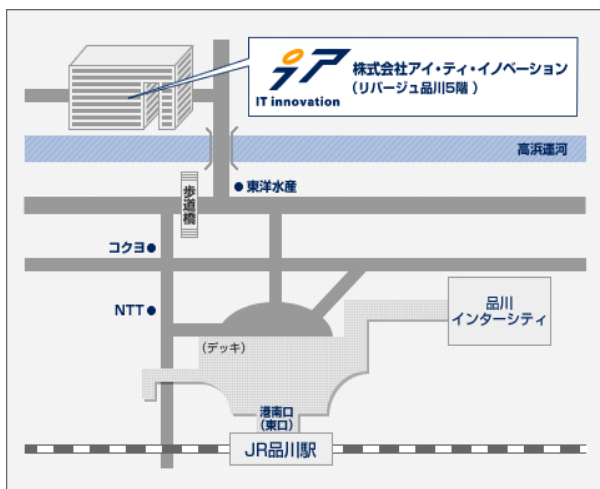 株式会社アイ・ティ・イノベーション
(リバージュ品川5階)
IT innovation
高浜運河
東洋水産
歩道橋
コクヨ
NTT
品川
インターシティ
(デッキ)
港南口
(東口)
JR品川駅